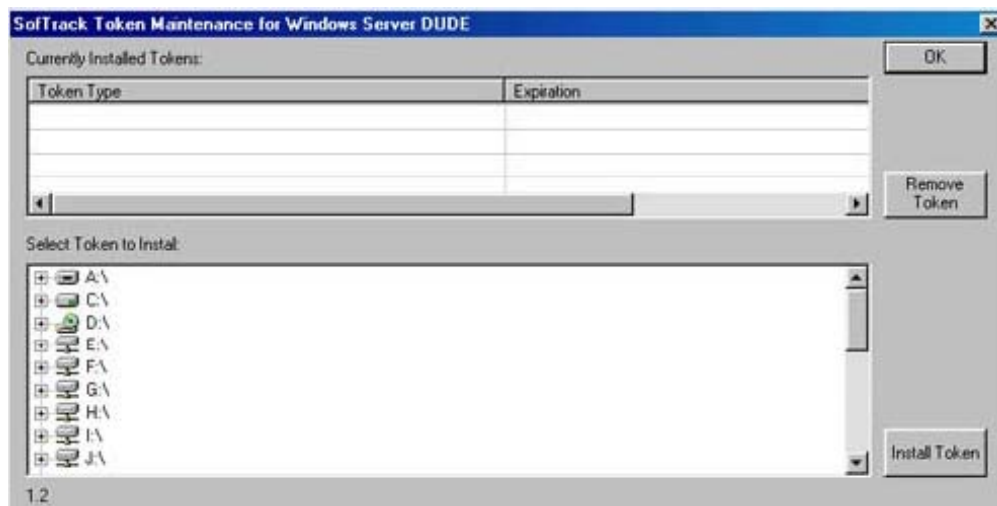 SofTrack Token Maintenance for Windows Server DUDE
Currently Installed Tokens:
OK
Token Type Expiration
Remove
Token
Select Token to Instal:
A:\
C:\
D:\
E:\
F:\
G:\
H:\
I:\
J:\
Install Token
1.2